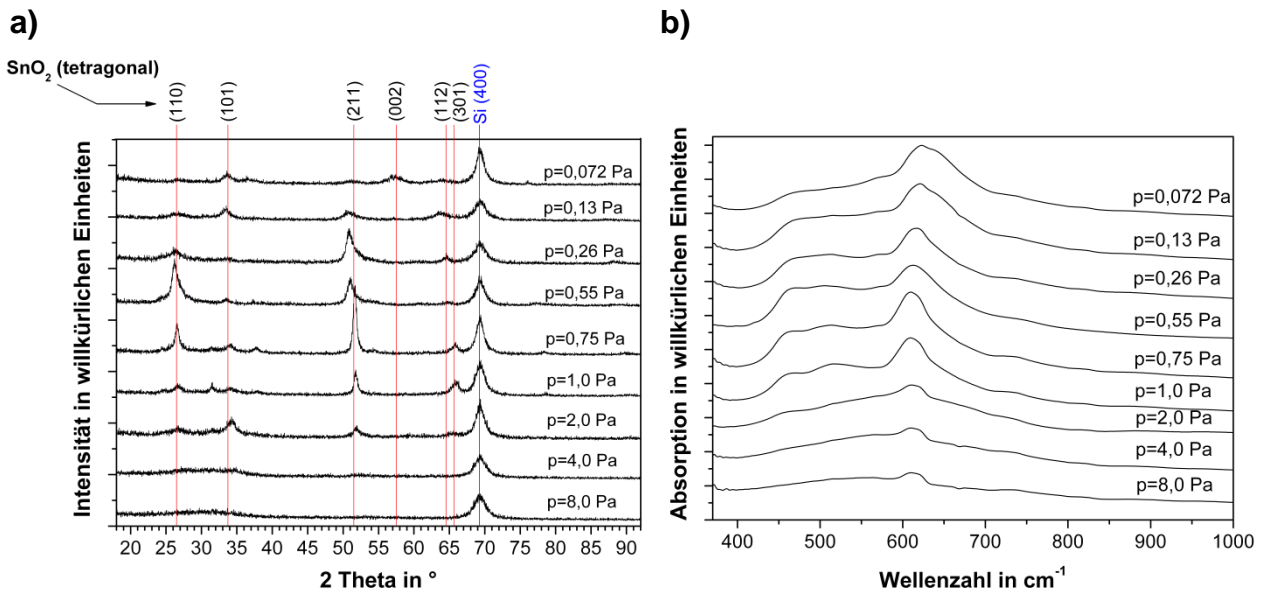 a)
SnO2 (tetragonal)
(110)
(101)
(211)
(002)
(112)
(301)
Si (400)
Intensität in willkürlichen Einheiten
p=0,072 Pa
p=0,13 Pa
p=0,26 Pa
p=0,55 Pa
p=0,75 Pa
p=1,0 Pa
p=2,0 Pa
p=4,0 Pa
p=8,0 Pa
20 25 30 35 40 45 50 55 60 65 70 75 80 85 90
2 Theta in °
b)
Absorption in willkürlichen Einheiten
p=0,072 Pa
p=0,13 Pa
p=0,26 Pa
p=0,55 Pa
p=0,75 Pa
p=1,0 Pa
p=2,0 Pa
p=4,0 Pa
p=8,0 Pa
400 500 600 700 800 900 1000
Wellenzahl in cm-1